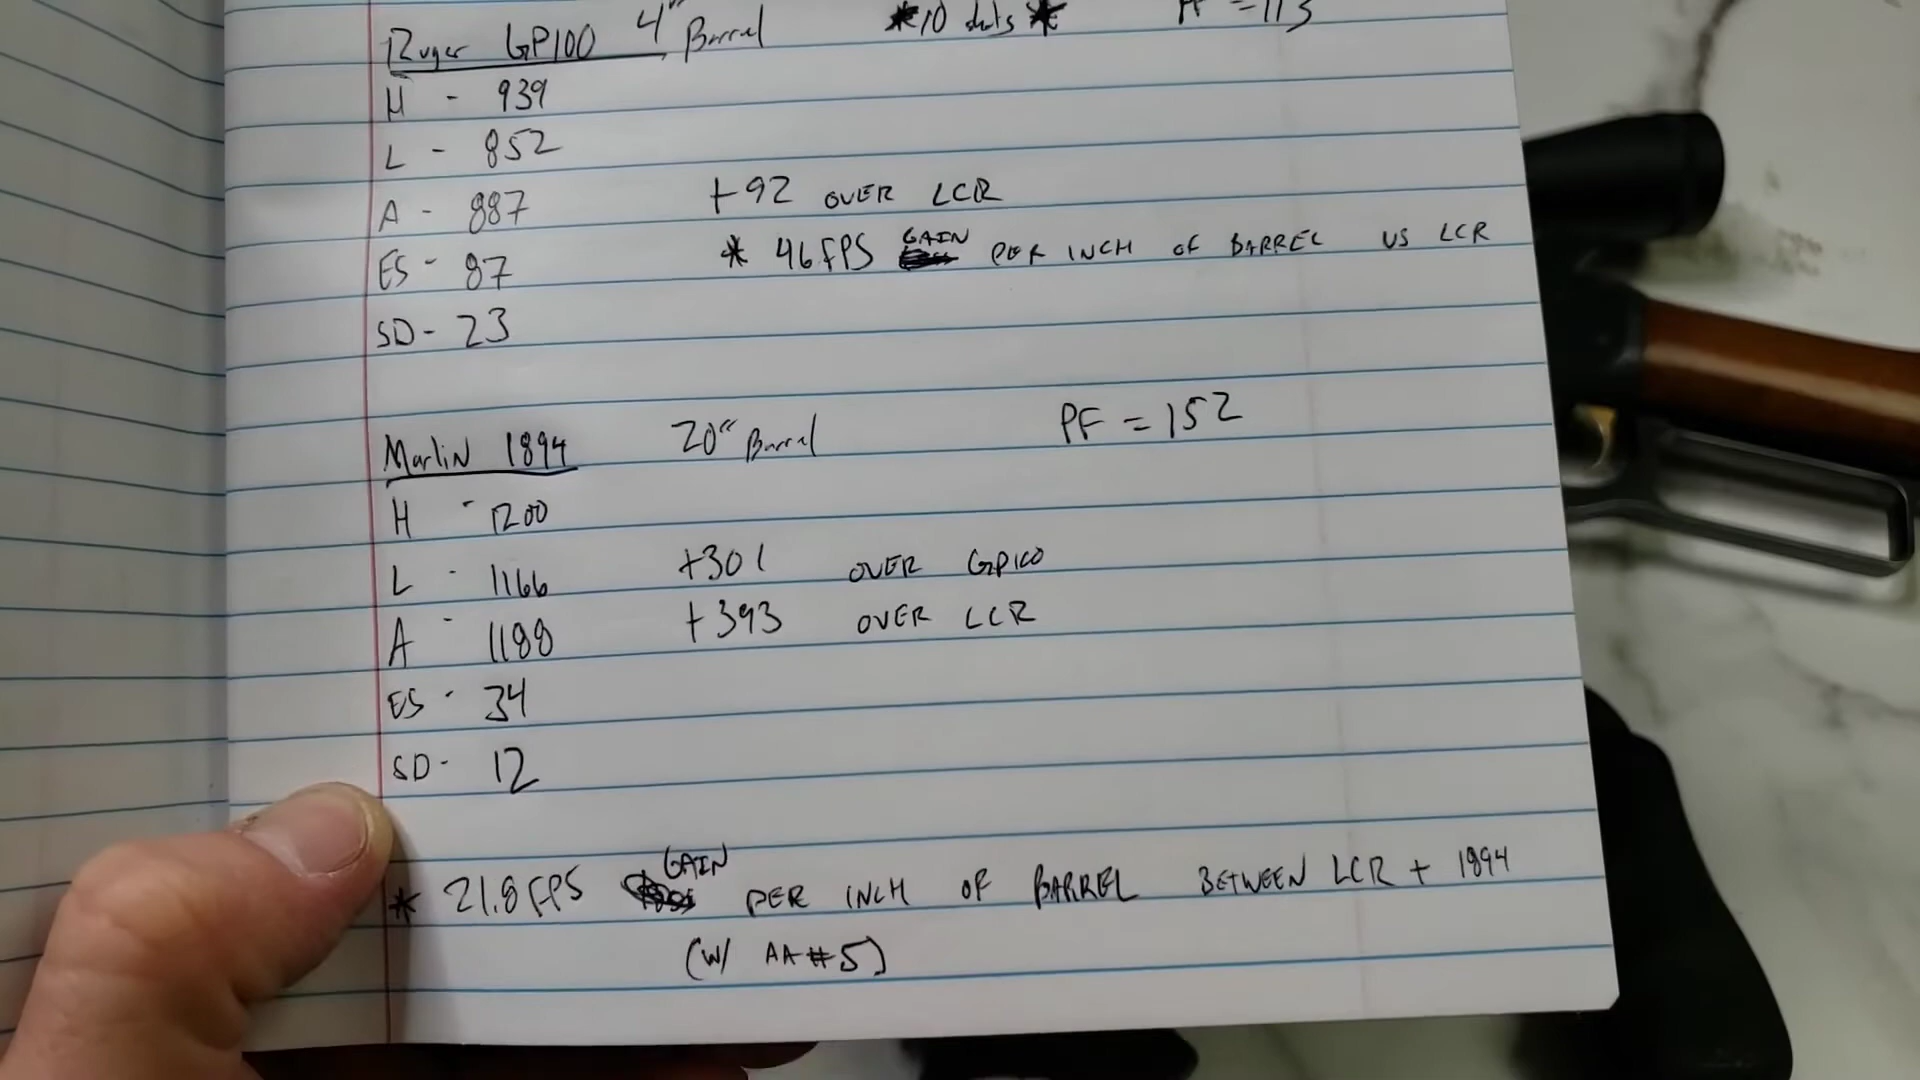 Ruger GP100 4" Barrel *10 shots* PF = 113
H - 939
L - 852
A - 887 +92 OVER LCR
ES - 87 * 46 FPS GAIN PER INCH OF BARREL VS LCR
SD - 23
Marlin 1894 20" Barrel PF = 152
H - 1200
L - 1166 +301 OVER GP100
A - 1188 +393 OVER LCR
ES - 34
SD - 12
* 21.8 FPS GAIN PER INCH OF BARREL BETWEEN LCR + 1894
(W/ AA#5)